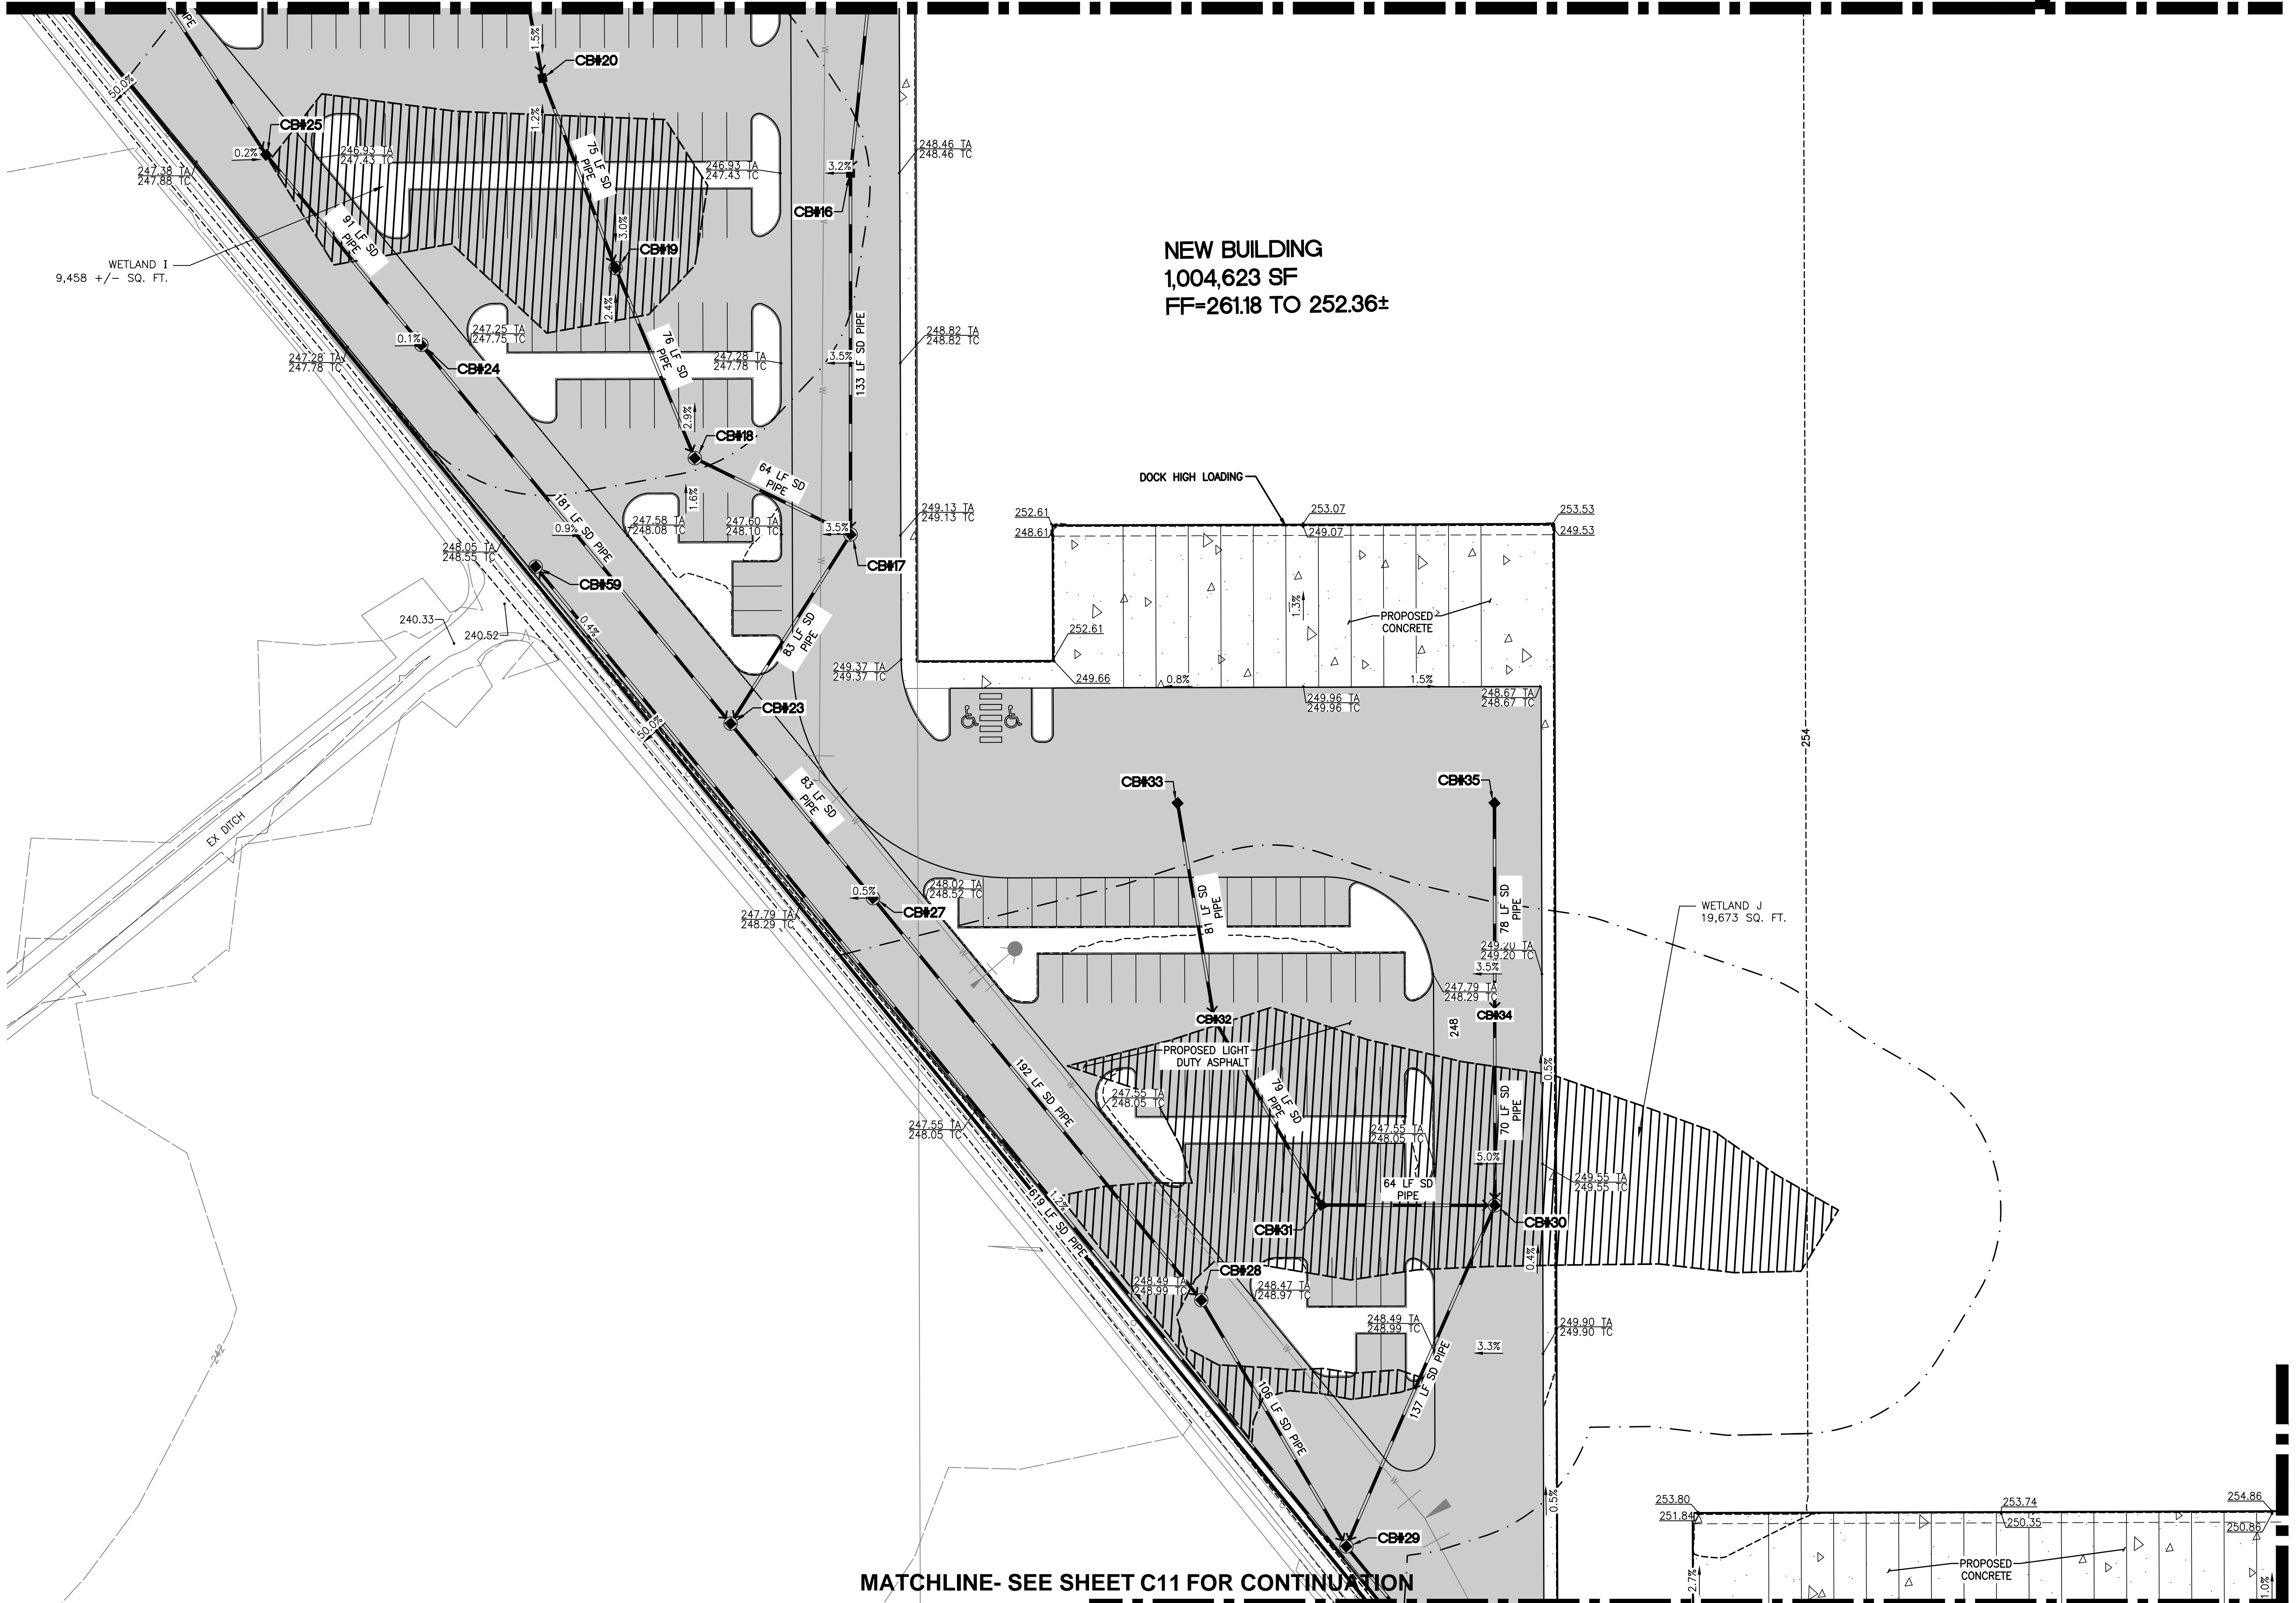 PIPE
1.5%
CB#20
50.0%
1.2%
CB#25
0.2%
246.93 TA
247.43 TC
75 LF SD
PIPE
246.93 TA
247.43 TC
248.46 TA
248.46 TC
3.2%
247.38 TA
247.88 TC
CB#16
91 LF SD
PIPE
3.0%
CB#19
WETLAND I
9,458 +/- SQ. FT.
NEW BUILDING
1,004,623 SF
FF=261.18 TO 252.36±
2.4%
247.25 TA
247.75 TC
0.1%
248.82 TA
248.82 TC
76 LF SD
PIPE
133 LF SD PIPE
247.28 TA
247.78 TC
247.28 TA
247.78 TC
3.5%
CB#24
2.9%
CB#18
64 LF SD
PIPE
DOCK HIGH LOADING
1.6%
181 LF SD PIPE
0.9%
247.58 TA
248.08 TC
247.60 TA
248.10 TC
3.5%
249.13 TA
249.13 TC
252.61
248.61
253.07
249.07
253.53
249.53
248.05 TA
248.55 TC
CB#17
CB#59
0.4%
240.33
240.52
83 LF SD
PIPE
1.3%
PROPOSED
CONCRETE
252.61
249.37 TA
249.37 TC
249.66
0.8%
1.5%
249.96 TA
249.96 TC
248.67 TA
248.67 TC
CB#23
50.0%
254
EX DITCH
83 LF SD
PIPE
CB#33
CB#35
0.5%
248.02 TA
248.52 TC
CB#27
247.79 TA
248.29 TC
81 LF SD
PIPE
78 LF SD
PIPE
WETLAND J
19,673 SQ. FT.
249.20 TA
249.20 TC
3.5%
247.79 TA
248.29 TC
CB#32
248
CB#34
PROPOSED LIGHT
DUTY ASPHALT
0.5%
192 LF SD PIPE
247.55 TA
248.05 TC
79 LF SD
PIPE
70 LF SD
PIPE
247.55 TA
248.05 TC
247.55 TA
248.05 TC
5.0%
249.55 TA
249.55 TC
64 LF SD
PIPE
1.2%
619 LF SD PIPE
CB#31
CB#30
0.4%
CB#28
248.49 TA
248.99 TC
248.47 TA
248.97 TC
248.49 TA
248.99 TC
249.90 TA
249.90 TC
3.3%
242
137 LF SD PIPE
106 LF SD PIPE
0.5%
253.80
251.84
253.74
250.35
254.86
250.86
CB#29
PROPOSED
CONCRETE
2.7%
1.0%
MATCHLINE- SEE SHEET C11 FOR CONTINUATION